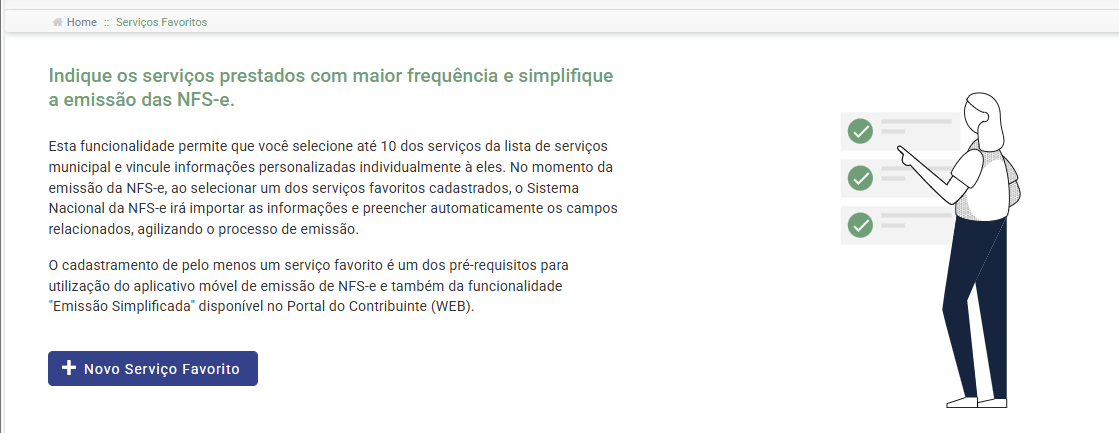 Home :: Serviços Favoritos
Indique os serviços prestados com maior frequência e simplifique
a emissão das NFS-e.
Esta funcionalidade permite que você selecione até 10 dos serviços da lista de serviços
municipal e vincule informações personalizadas individualmente à eles. No momento da
emissão da NFS-e, ao selecionar um dos serviços favoritos cadastrados, o Sistema
Nacional da NFS-e irá importar as informações e preencher automaticamente os campos
relacionados, agilizando o processo de emissão.
O cadastramento de pelo menos um serviço favorito é um dos pré-requisitos para
utilização do aplicativo móvel de emissão de NFS-e e também da funcionalidade
"Emissão Simplificada" disponível no Portal do Contribuinte (WEB).
+ Novo Serviço Favorito